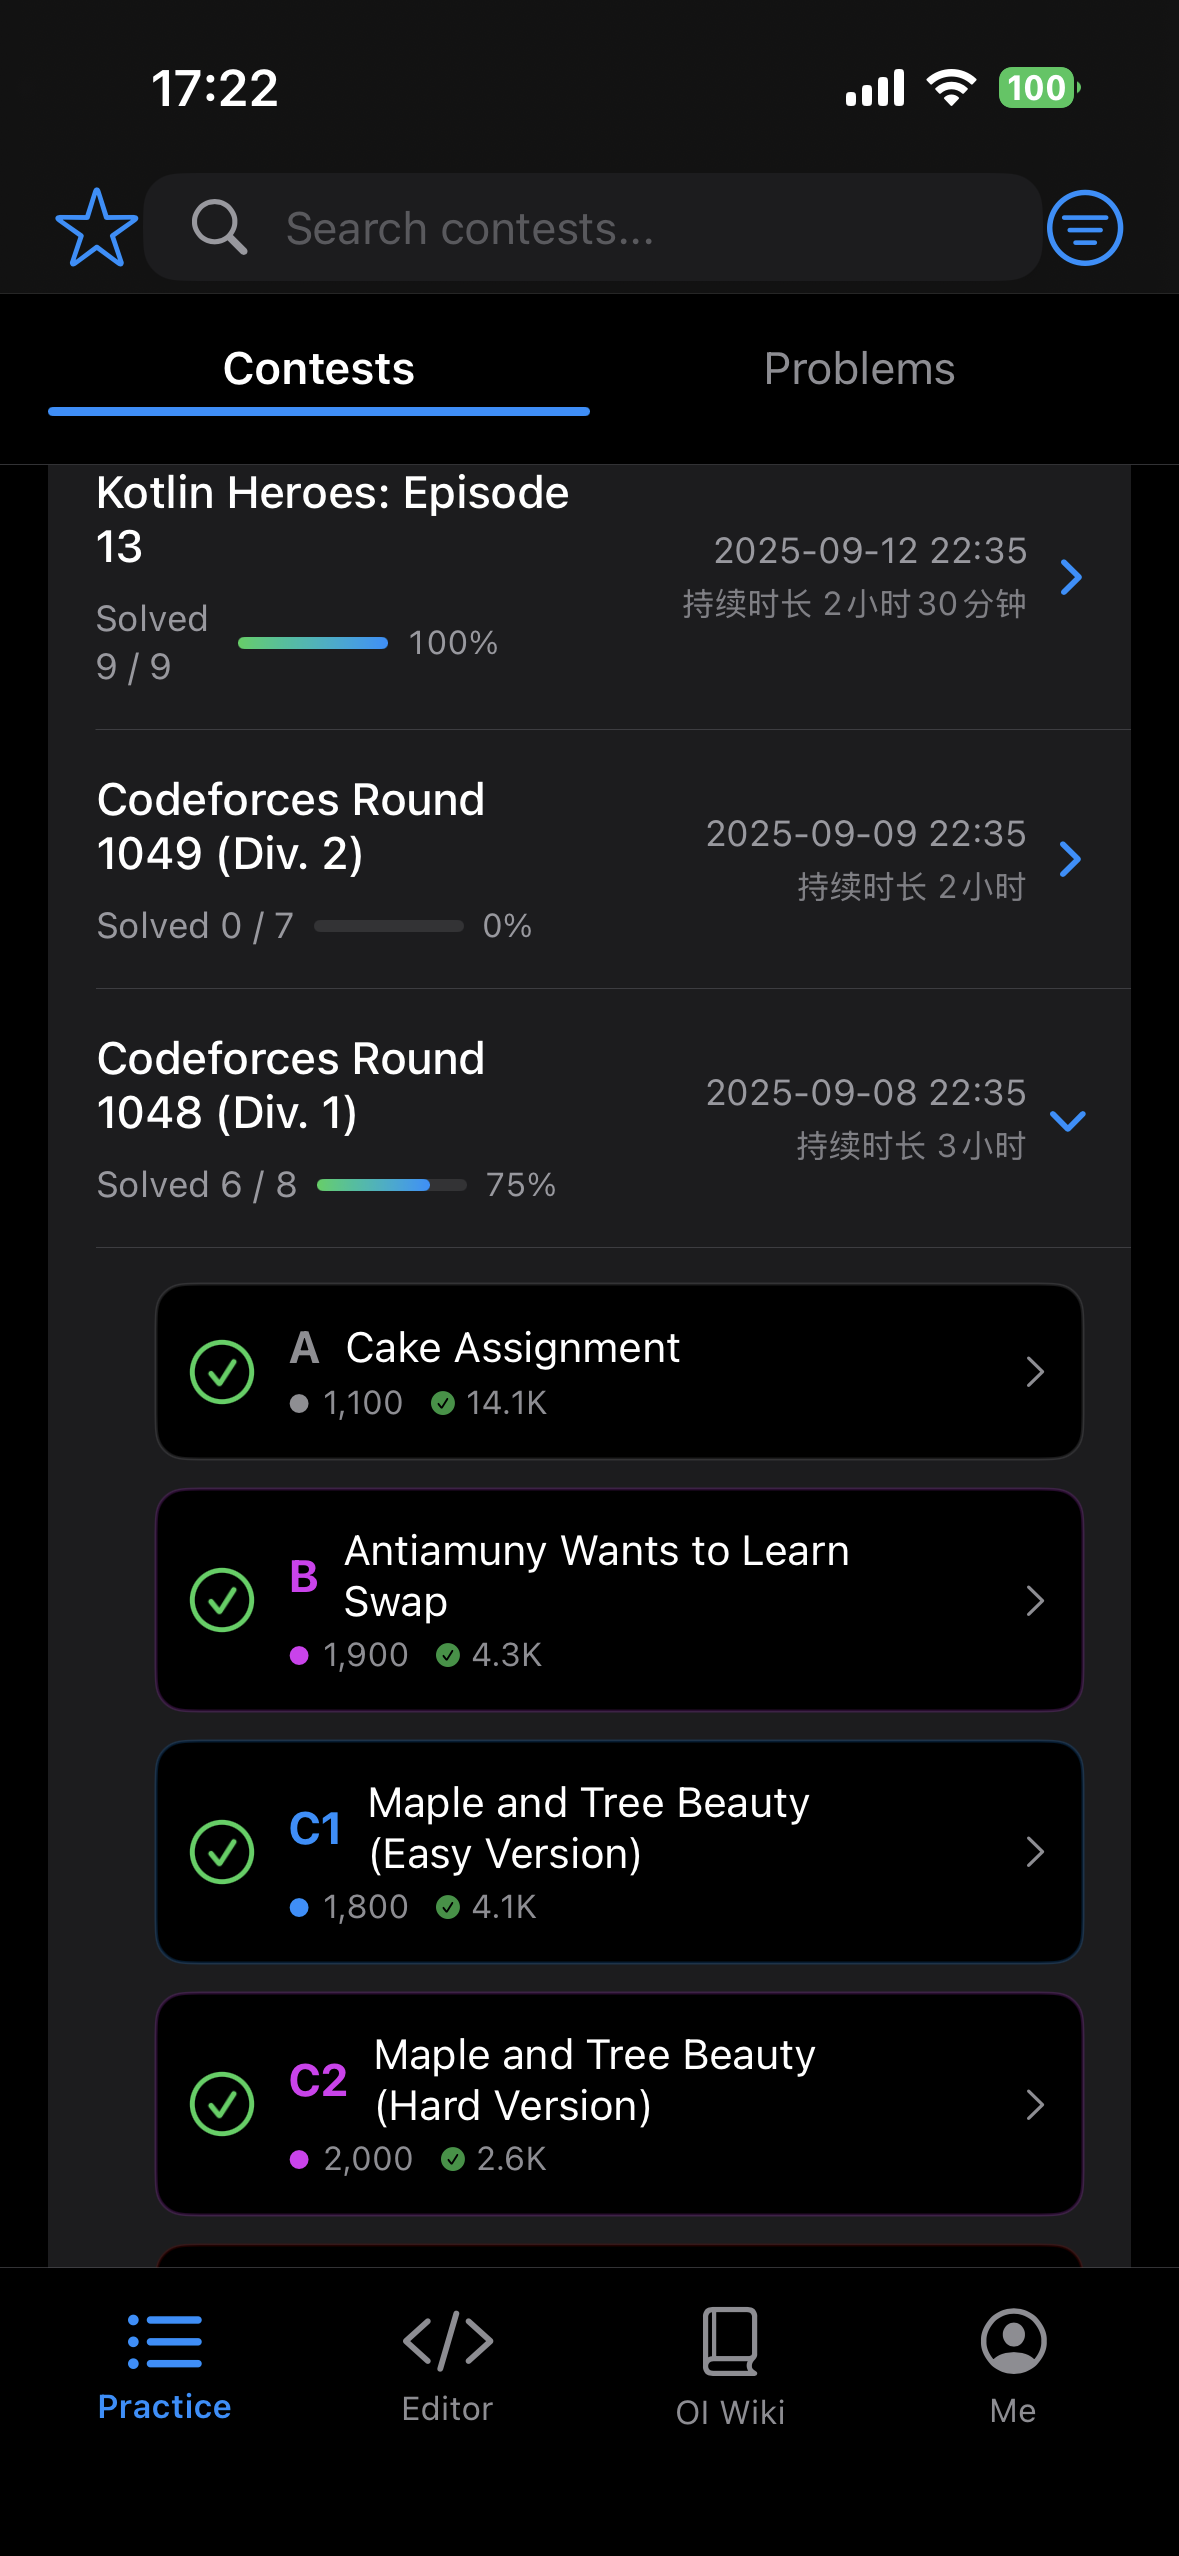 17:22
100
Search contests...
Contests
Problems
Kotlin Heroes: Episode
13
2025-09-12 22:35
持续时长 2小时30分钟
Solved
9 / 9
100%
Codeforces Round
1049 (Div. 2)
2025-09-09 22:35
持续时长 2小时
Solved 0 / 7
0%
Codeforces Round
1048 (Div. 1)
2025-09-08 22:35
持续时长 3小时
Solved 6 / 8
75%
A Cake Assignment
1,100 14.1K
B Antiamuny Wants to Learn
Swap
1,900 4.3K
C1 Maple and Tree Beauty
(Easy Version)
1,800 4.1K
C2 Maple and Tree Beauty
(Hard Version)
2,000 2.6K
Practice
Editor
OI Wiki
Me